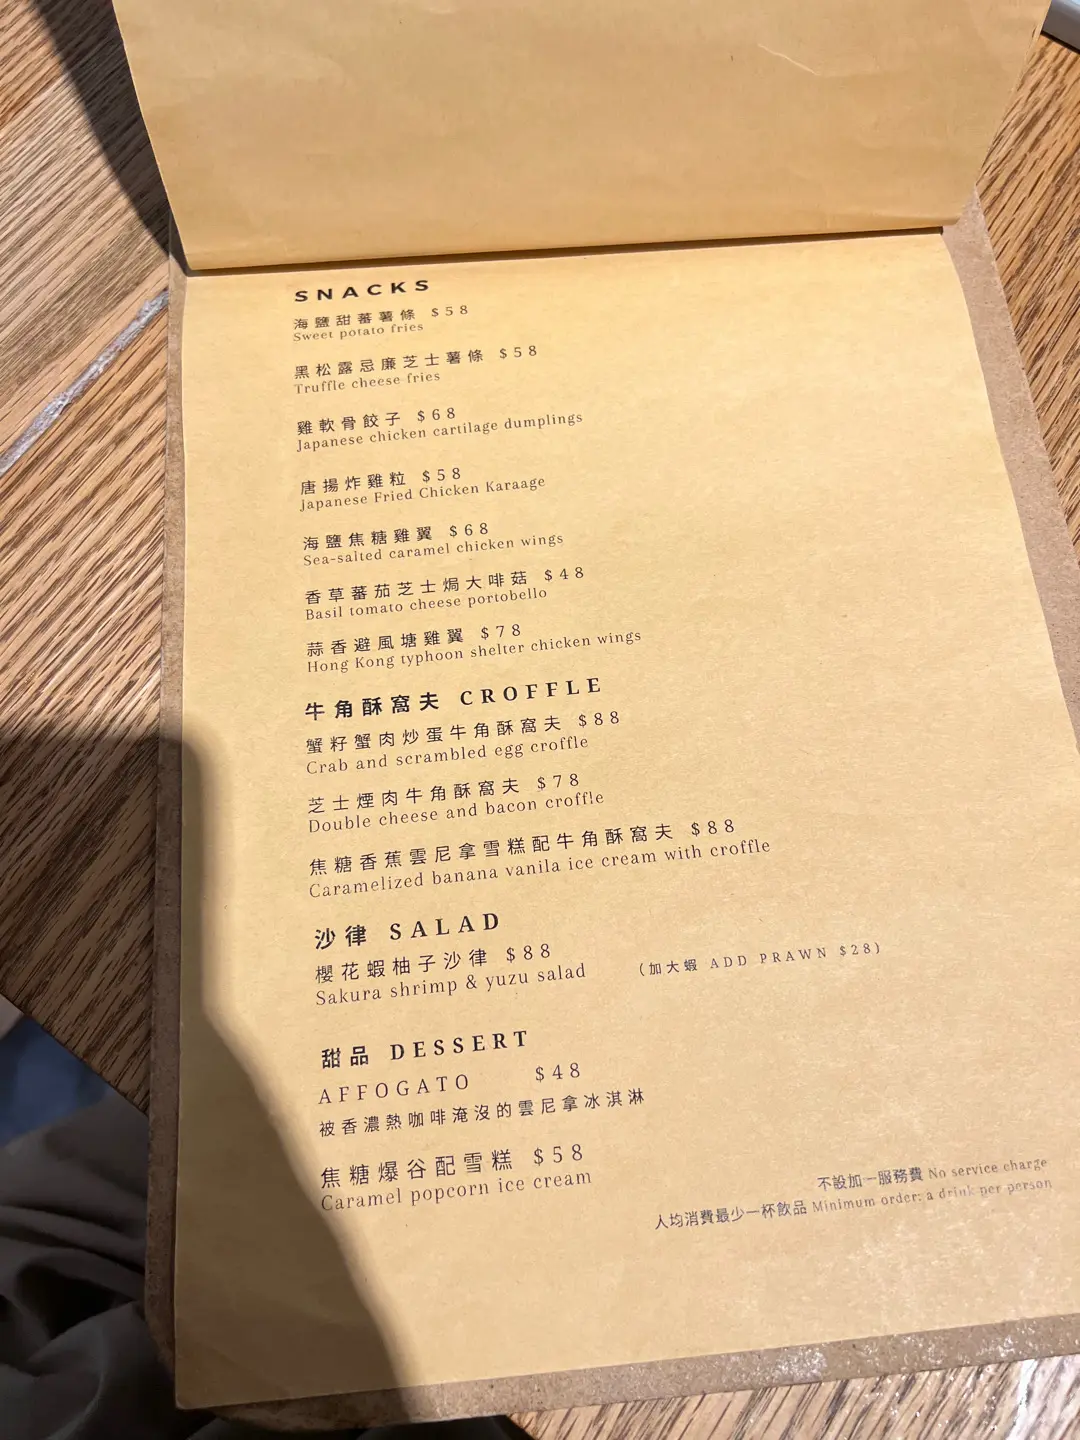 SNACKS
海鹽甜蕃薯條 $58
Sweet potato fries
黑松露忌廉芝士薯條 $58
Truffle cheese fries
雞軟骨餃子 $68
Japanese chicken cartilage dumplings
唐揚炸雞粒 $58
Japanese Fried Chicken Karaage
海鹽焦糖雞翼 $68
Sea-salted caramel chicken wings
香草蕃茄芝士焗大啡菇 $48
Basil tomato cheese portobello
蒜香避風塘雞翼 $78
Hong Kong typhoon shelter chicken wings
牛角酥窩夫 CROFFLE
蟹籽蟹肉炒蛋牛角酥窩夫 $88
Crab and scrambled egg croffle
芝士煙肉牛角酥窩夫 $78
Double cheese and bacon croffle
焦糖香蕉雲尼拿雪糕配牛角酥窩夫 $88
Caramelized banana vanila ice cream with croffle
沙律 SALAD
櫻花蝦柚子沙律 $88 (加大蝦 ADD PRAWN $28)
Sakura shrimp & yuzu salad
甜品 DESSERT
AFFOGATO $48
被香濃熱咖啡淹沒的雲尼拿冰淇淋
焦糖爆谷配雪糕 $58
Caramel popcorn ice cream
不設加一服務費 No service charge
人均消費最少一杯飲品 Minimum order: a drink per person